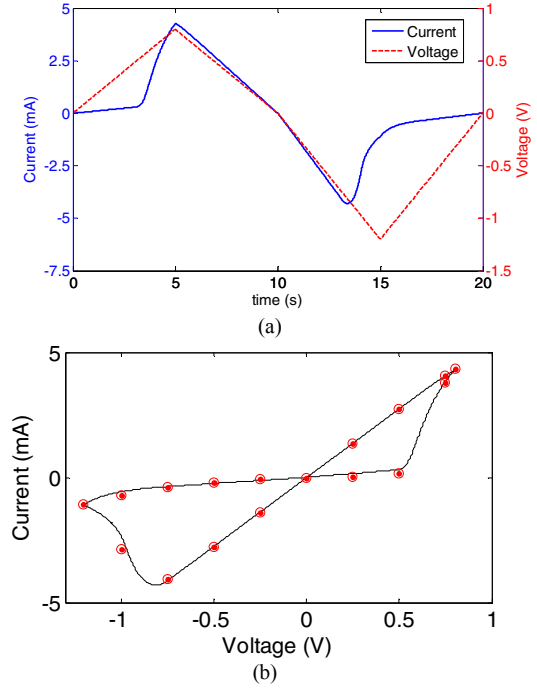 5
2.5
0
-2.5
-5
-7.5
Current (mA)
Current
Voltage
1
0.5
0
-0.5
-1
-1.5
Voltage (V)
0 5 10 15 20
time (s)
(a)
5
0
-5
Current (mA)
-1 -0.5 0 0.5 1
Voltage (V)
(b)